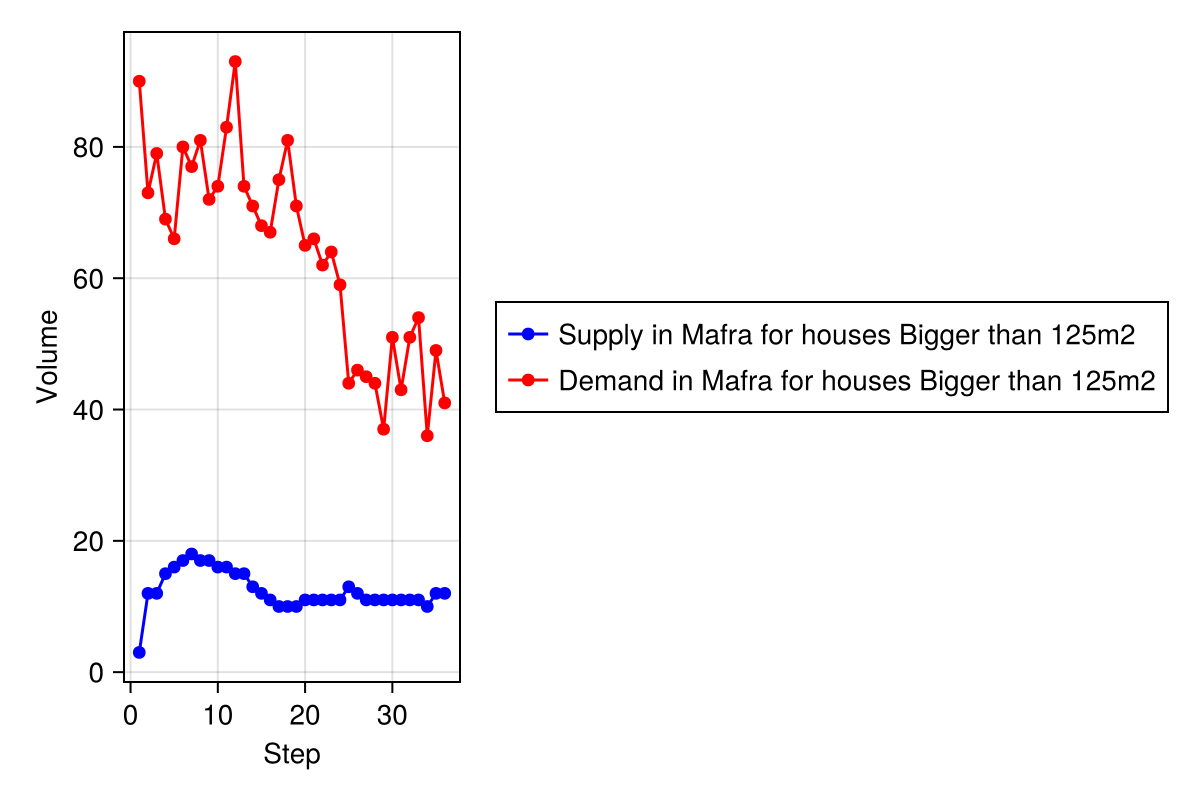 Volume
80
60
40
20
0
0 10 20 30
Step
Supply in Mafra for houses Bigger than 125m2
Demand in Mafra for houses Bigger than 125m2